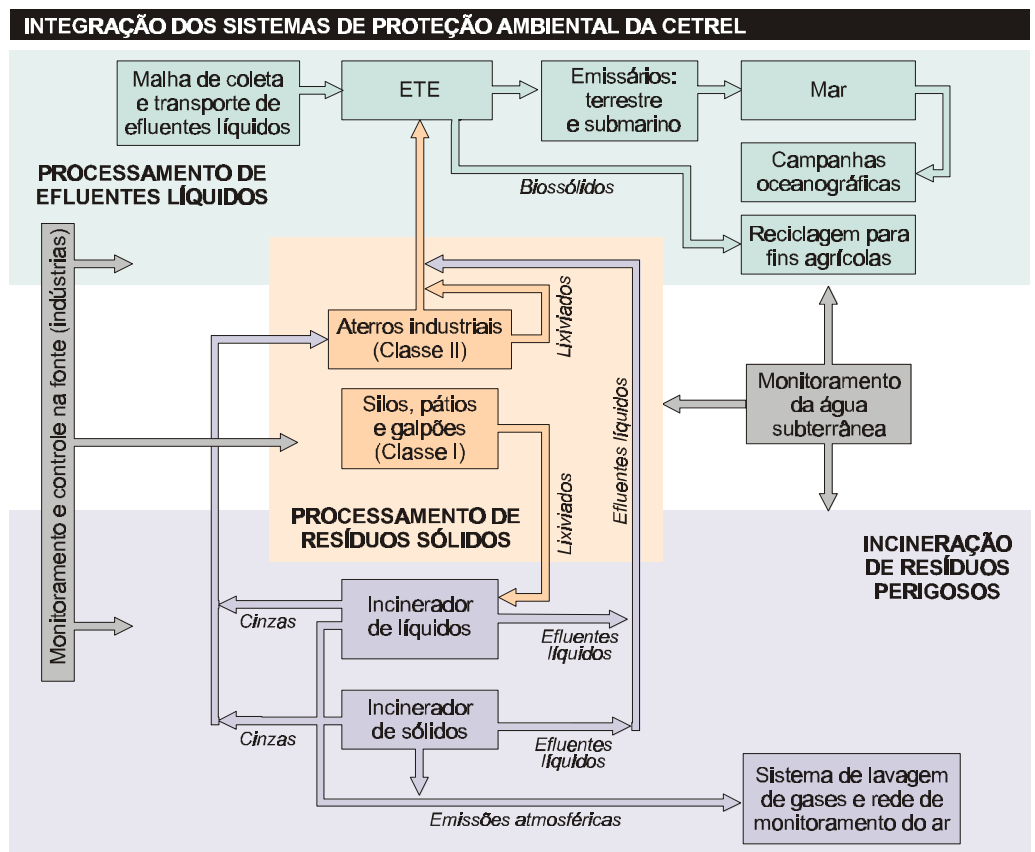 INTEGRAÇÃO DOS SISTEMAS DE PROTEÇÃO AMBIENTAL DA CETREL
Malha de coleta
e transporte de
efluentes líquidos
ETE
Emissários:
terrestre
e submarino
Mar
Campanhas
oceanográficas
Biossólidos
Reciclagem para
fins agrícolas
PROCESSAMENTO DE
EFLUENTES LÍQUIDOS
Monitoramento e controle na fonte (indústrias)
Aterros industriais
(Classe II)
Lixiviados
Silos, pátios
e galpões
(Classe I)
Lixiviados
Efluentes líquidos
Monitoramento
da água
subterrânea
PROCESSAMENTO DE
RESÍDUOS SÓLIDOS
INCINERAÇÃO
DE RESÍDUOS
PERIGOSOS
Cinzas
Incinerador
de líquidos
Efluentes
líquidos
Cinzas
Incinerador
de sólidos
Efluentes
líquidos
Emissões atmosféricas
Sistema de lavagem
de gases e rede de
monitoramento do ar